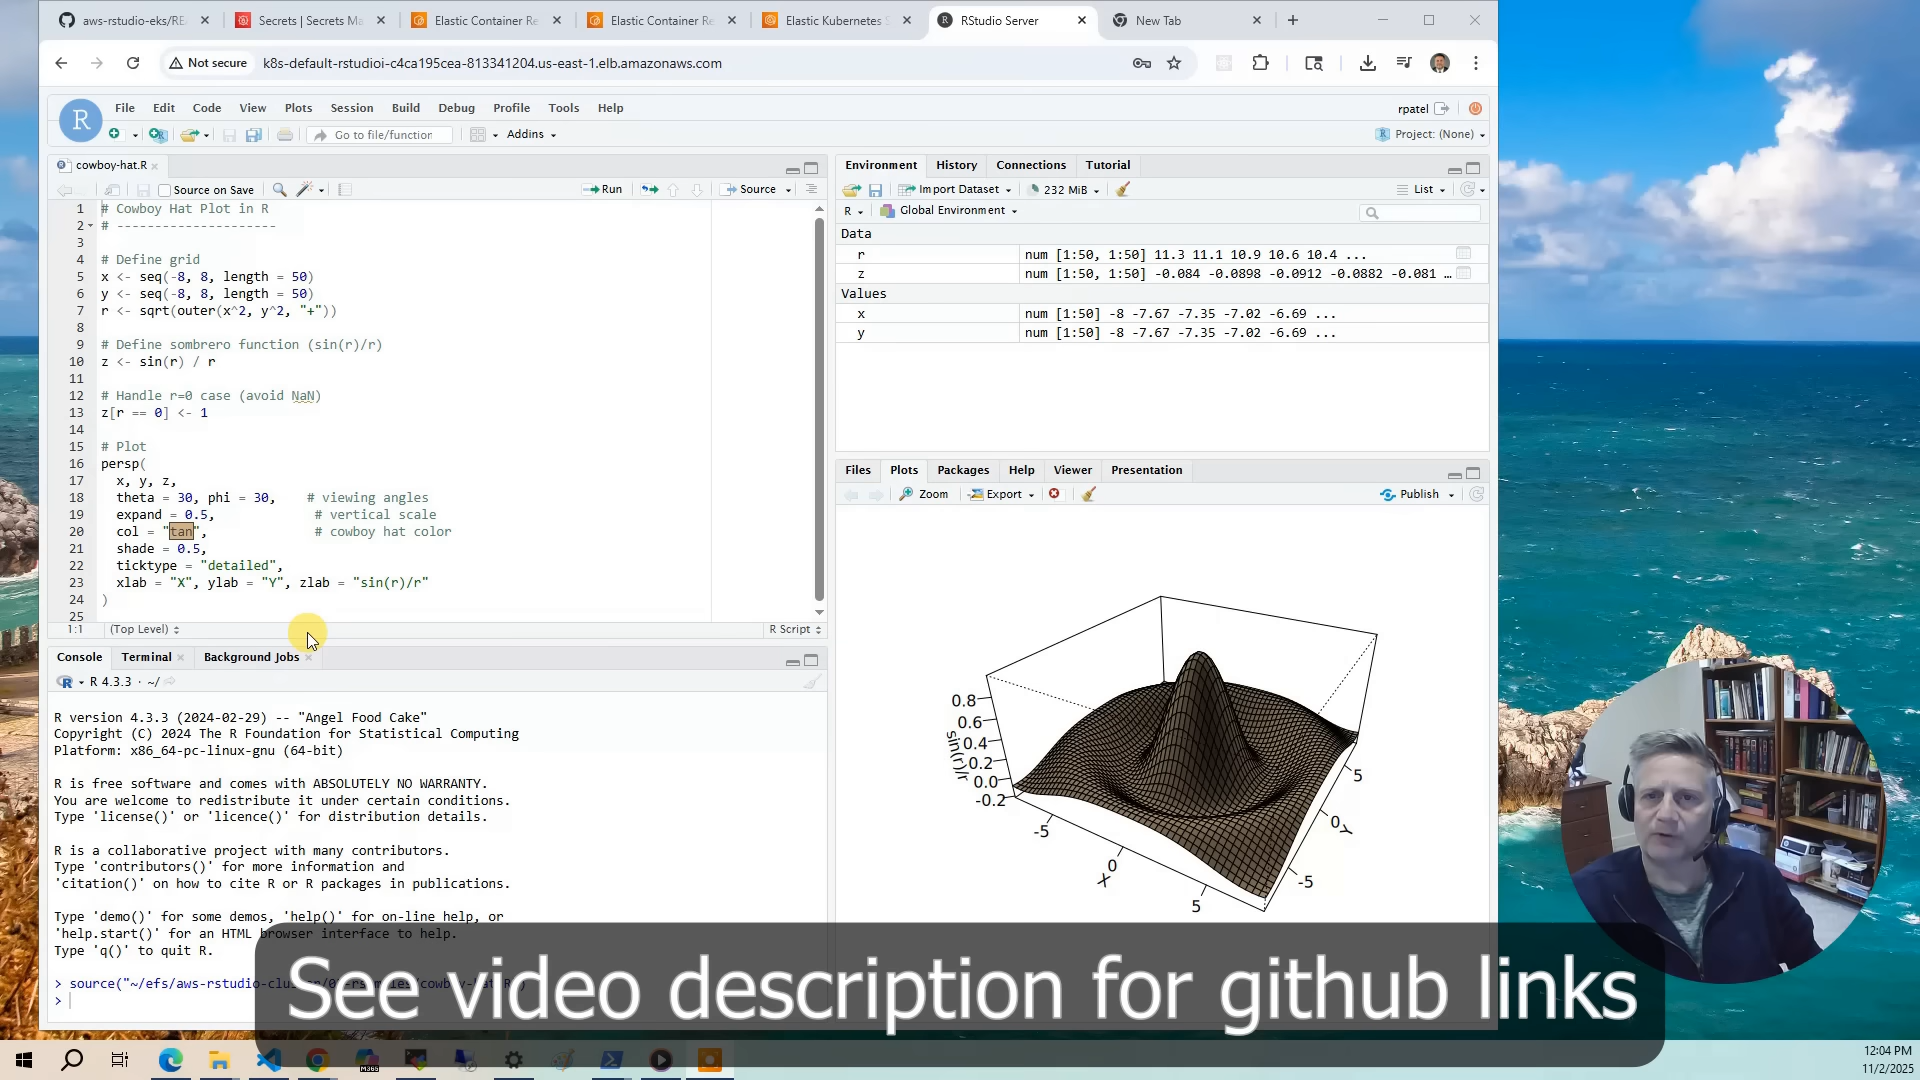 aws-rstudio-eks/RE
Secrets | Secrets Ma
Elastic Container Re
Elastic Container Re
Elastic Kubernetes S
RStudio Server
New Tab
Not secure
k8s-default-rstudioi-c4ca195cea-813341204.us-east-1.elb.amazonaws.com
R
File Edit Code View Plots Session Build Debug Profile Tools Help
rpatel
Go to file/function
Addins
Project: (None)
cowboy-hat.R
Source on Save
Run
Source
1 # Cowboy Hat Plot in R
2 # ---------------------
3
4 # Define grid
5 x <- seq(-8, 8, length = 50)
6 y <- seq(-8, 8, length = 50)
7 r <- sqrt(outer(x^2, y^2, "+"))
8
9 # Define sombrero function (sin(r)/r)
10 z <- sin(r) / r
11
12 # Handle r=0 case (avoid NaN)
13 z[r == 0] <- 1
14
15 # Plot
16 persp(
17 x, y, z,
18 theta = 30, phi = 30, # viewing angles
19 expand = 0.5, # vertical scale
20 col = "tan", # cowboy hat color
21 shade = 0.5,
22 ticktype = "detailed",
23 xlab = "X", ylab = "Y", zlab = "sin(r)/r"
24 )
25
1:1 (Top Level) R Script
Console Terminal Background Jobs
R 4.3.3 · ~/
R version 4.3.3 (2024-02-29) -- "Angel Food Cake"
Copyright (C) 2024 The R Foundation for Statistical Computing
Platform: x86_64-pc-linux-gnu (64-bit)
R is free software and comes with ABSOLUTELY NO WARRANTY.
You are welcome to redistribute it under certain conditions.
Type 'license()' or 'licence()' for distribution details.
R is a collaborative project with many contributors.
Type 'contributors()' for more information and
'citation()' on how to cite R or R packages in publications.
Type 'demo()' for some demos, 'help()' for on-line help, or
'help.start()' for an HTML browser interface to help.
Type 'q()' to quit R.
> source("~/efs/aws-rstudio-cluster/
>
Environment History Connections Tutorial
Import Dataset 232 MiB List
R Global Environment
Data
r num [1:50, 1:50] 11.3 11.1 10.9 10.6 10.4 ...
z num [1:50, 1:50] -0.084 -0.0898 -0.0912 -0.0882 -0.081 ...
Values
x num [1:50] -8 -7.67 -7.35 -7.02 -6.69 ...
y num [1:50] -8 -7.67 -7.35 -7.02 -6.69 ...
Files Plots Packages Help Viewer Presentation
Zoom Export Publish
0.8
0.6
0.4
0.2
0.0
-0.2
sin(r)/r
-5
0
5
X
5
0
-5
Y
See video description for github links
M365
12:04 PM
11/2/2025